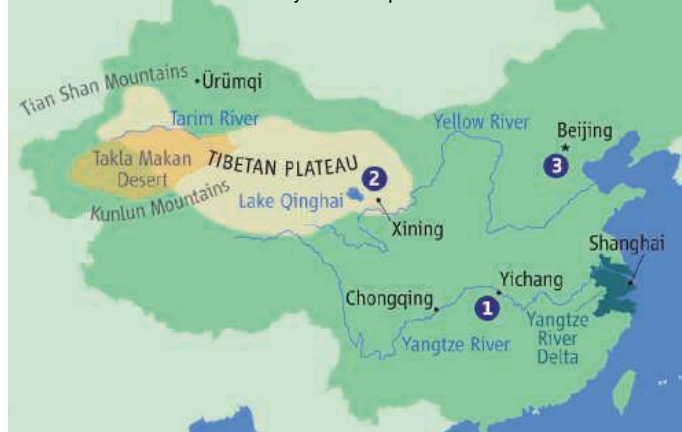 Tian Shan Mountains
Ürümqi
Tarim River
Yellow River
Beijing
Takla Makan
Desert
TIBETAN PLATEAU
2
3
Kunlun Mountains
Lake Qinghai
Xining
Shanghai
Chongqing
Yichang
1
Yangtze River
Yangtze
River
Delta